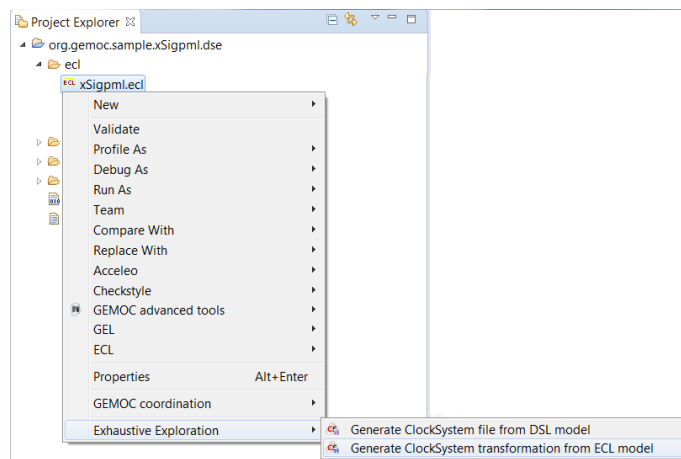 Project Explorer
org.gemoc.sample.xSigpml.dse
ecl
ECL xSigpml.ecl
New
Validate
Profile As
Debug As
Run As
Team
Compare With
Replace With
Acceleo
Checkstyle
GEMOC advanced tools
GEL
ECL
Properties Alt+Enter
GEMOC coordination
Exhaustive Exploration
Generate ClockSystem file from DSL model
Generate ClockSystem transformation from ECL model